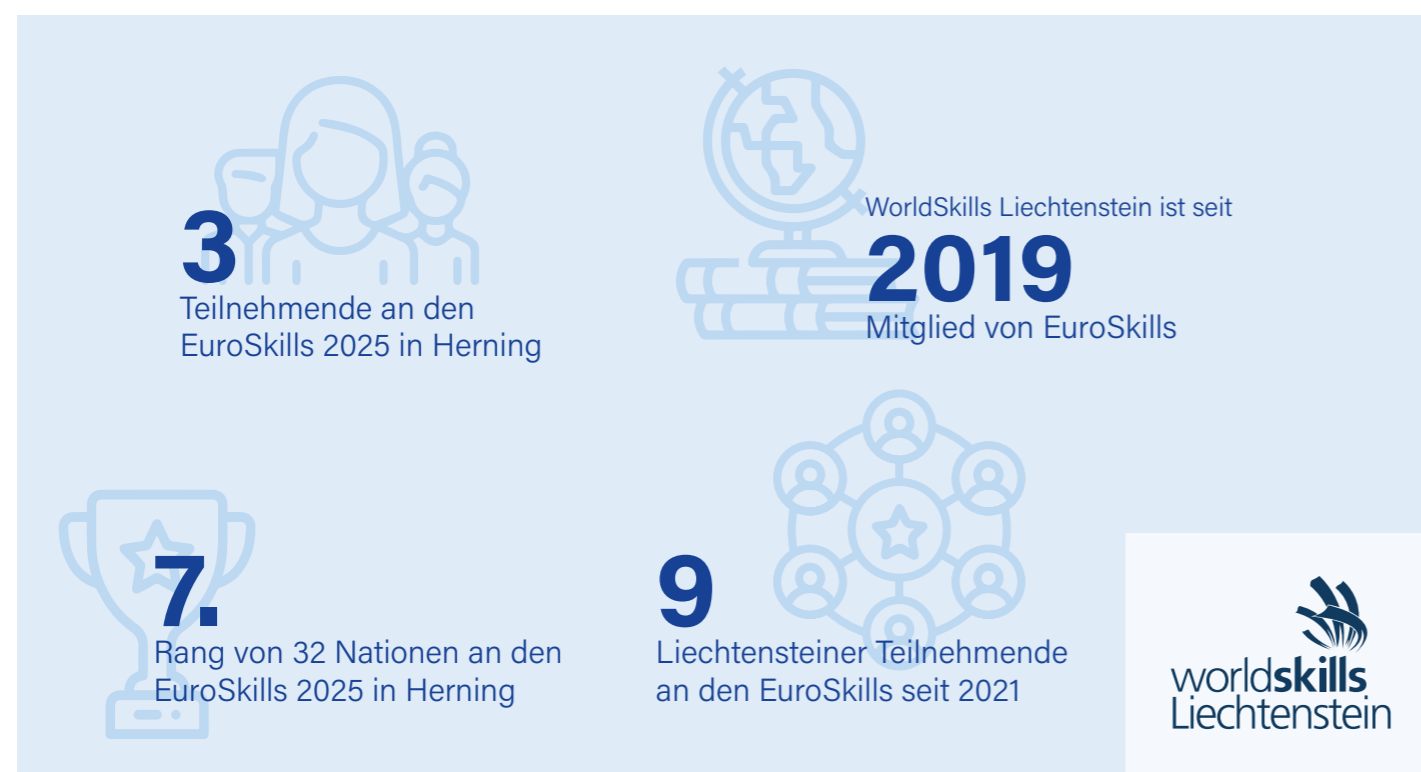 3
Teilnehmende an den
EuroSkills 2025 in Herning
WorldSkills Liechtenstein ist seit
2019
Mitglied von EuroSkills
7.
Rang von 32 Nationen an den
EuroSkills 2025 in Herning
9
Liechtensteiner Teilnehmende
an den EuroSkills seit 2021
worldskills
Liechtenstein